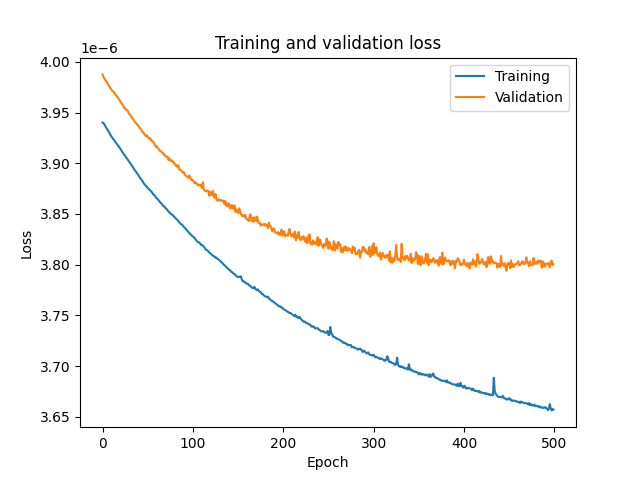 Training and validation loss
1e−6
4.00
3.95
3.90
3.85
3.80
3.75
3.70
3.65
Loss
Training
Validation
0
100
200
300
400
500
Epoch